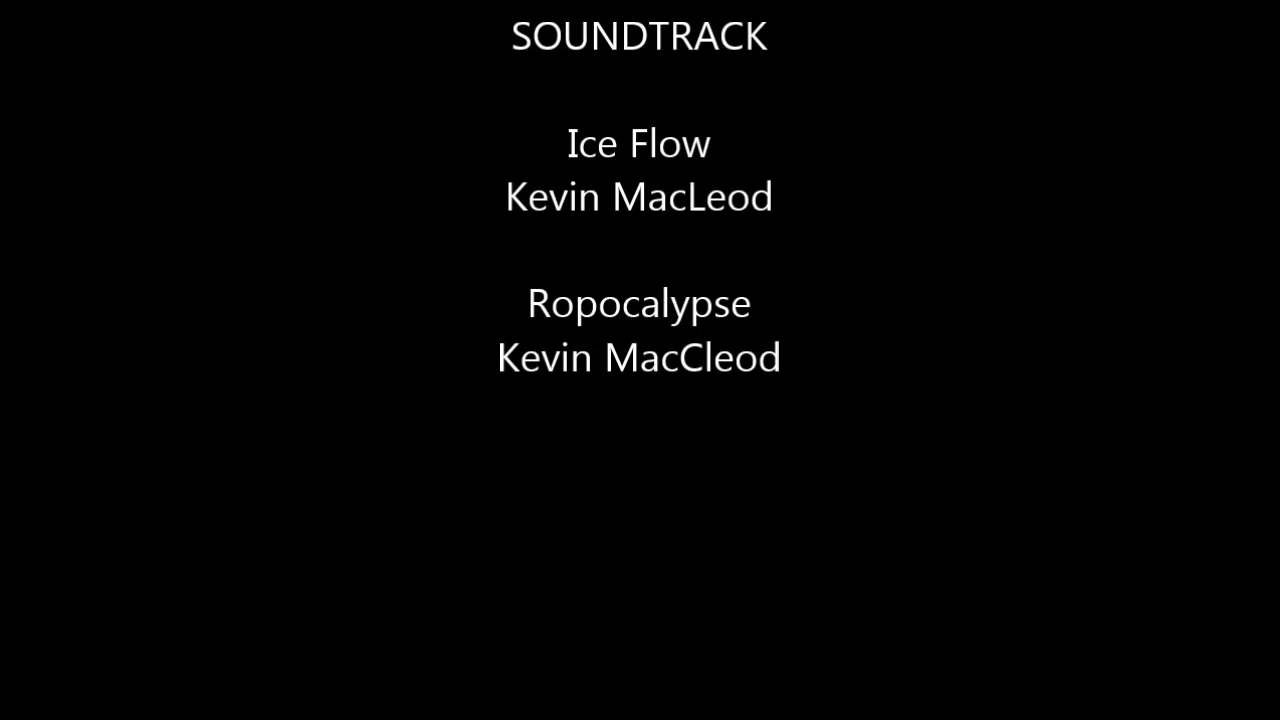 SOUNDTRACK
Ice Flow
Kevin MacLeod
Ropocalypse
Kevin MacCleod